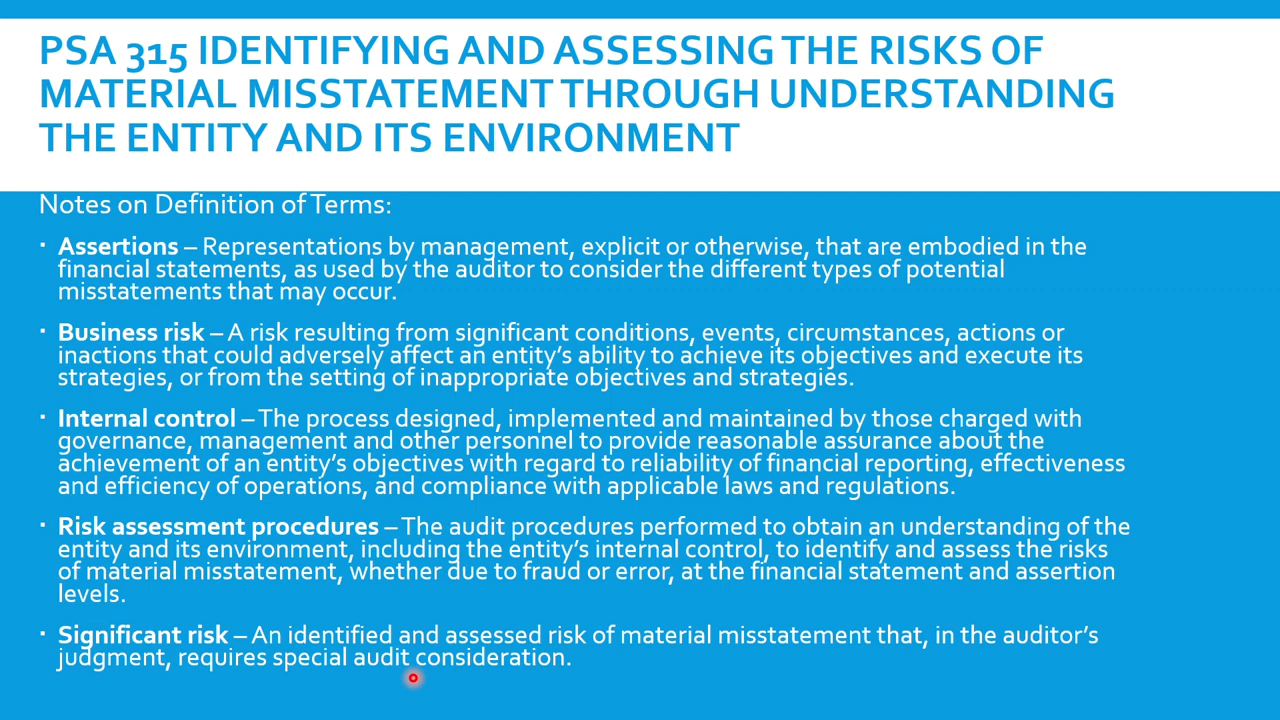 PSA 315 IDENTIFYING AND ASSESSING THE RISKS OF
MATERIAL MISSTATEMENT THROUGH UNDERSTANDING
THE ENTITY AND ITS ENVIRONMENT
Notes on Definition of Terms:
▪ Assertions – Representations by management, explicit or otherwise, that are embodied in the
financial statements, as used by the auditor to consider the different types of potential
misstatements that may occur.
▪ Business risk – A risk resulting from significant conditions, events, circumstances, actions or
inactions that could adversely affect an entity's ability to achieve its objectives and execute its
strategies, or from the setting of inappropriate objectives and strategies.
▪ Internal control – The process designed, implemented and maintained by those charged with
governance, management and other personnel to provide reasonable assurance about the
achievement of an entity's objectives with regard to reliability of financial reporting, effectiveness
and efficiency of operations, and compliance with applicable laws and regulations.
▪ Risk assessment procedures – The audit procedures performed to obtain an understanding of the
entity and its environment, including the entity's internal control, to identify and assess the risks
of material misstatement, whether due to fraud or error, at the financial statement and assertion
levels.
▪ Significant risk – An identified and assessed risk of material misstatement that, in the auditor's
judgment, requires special audit consideration.